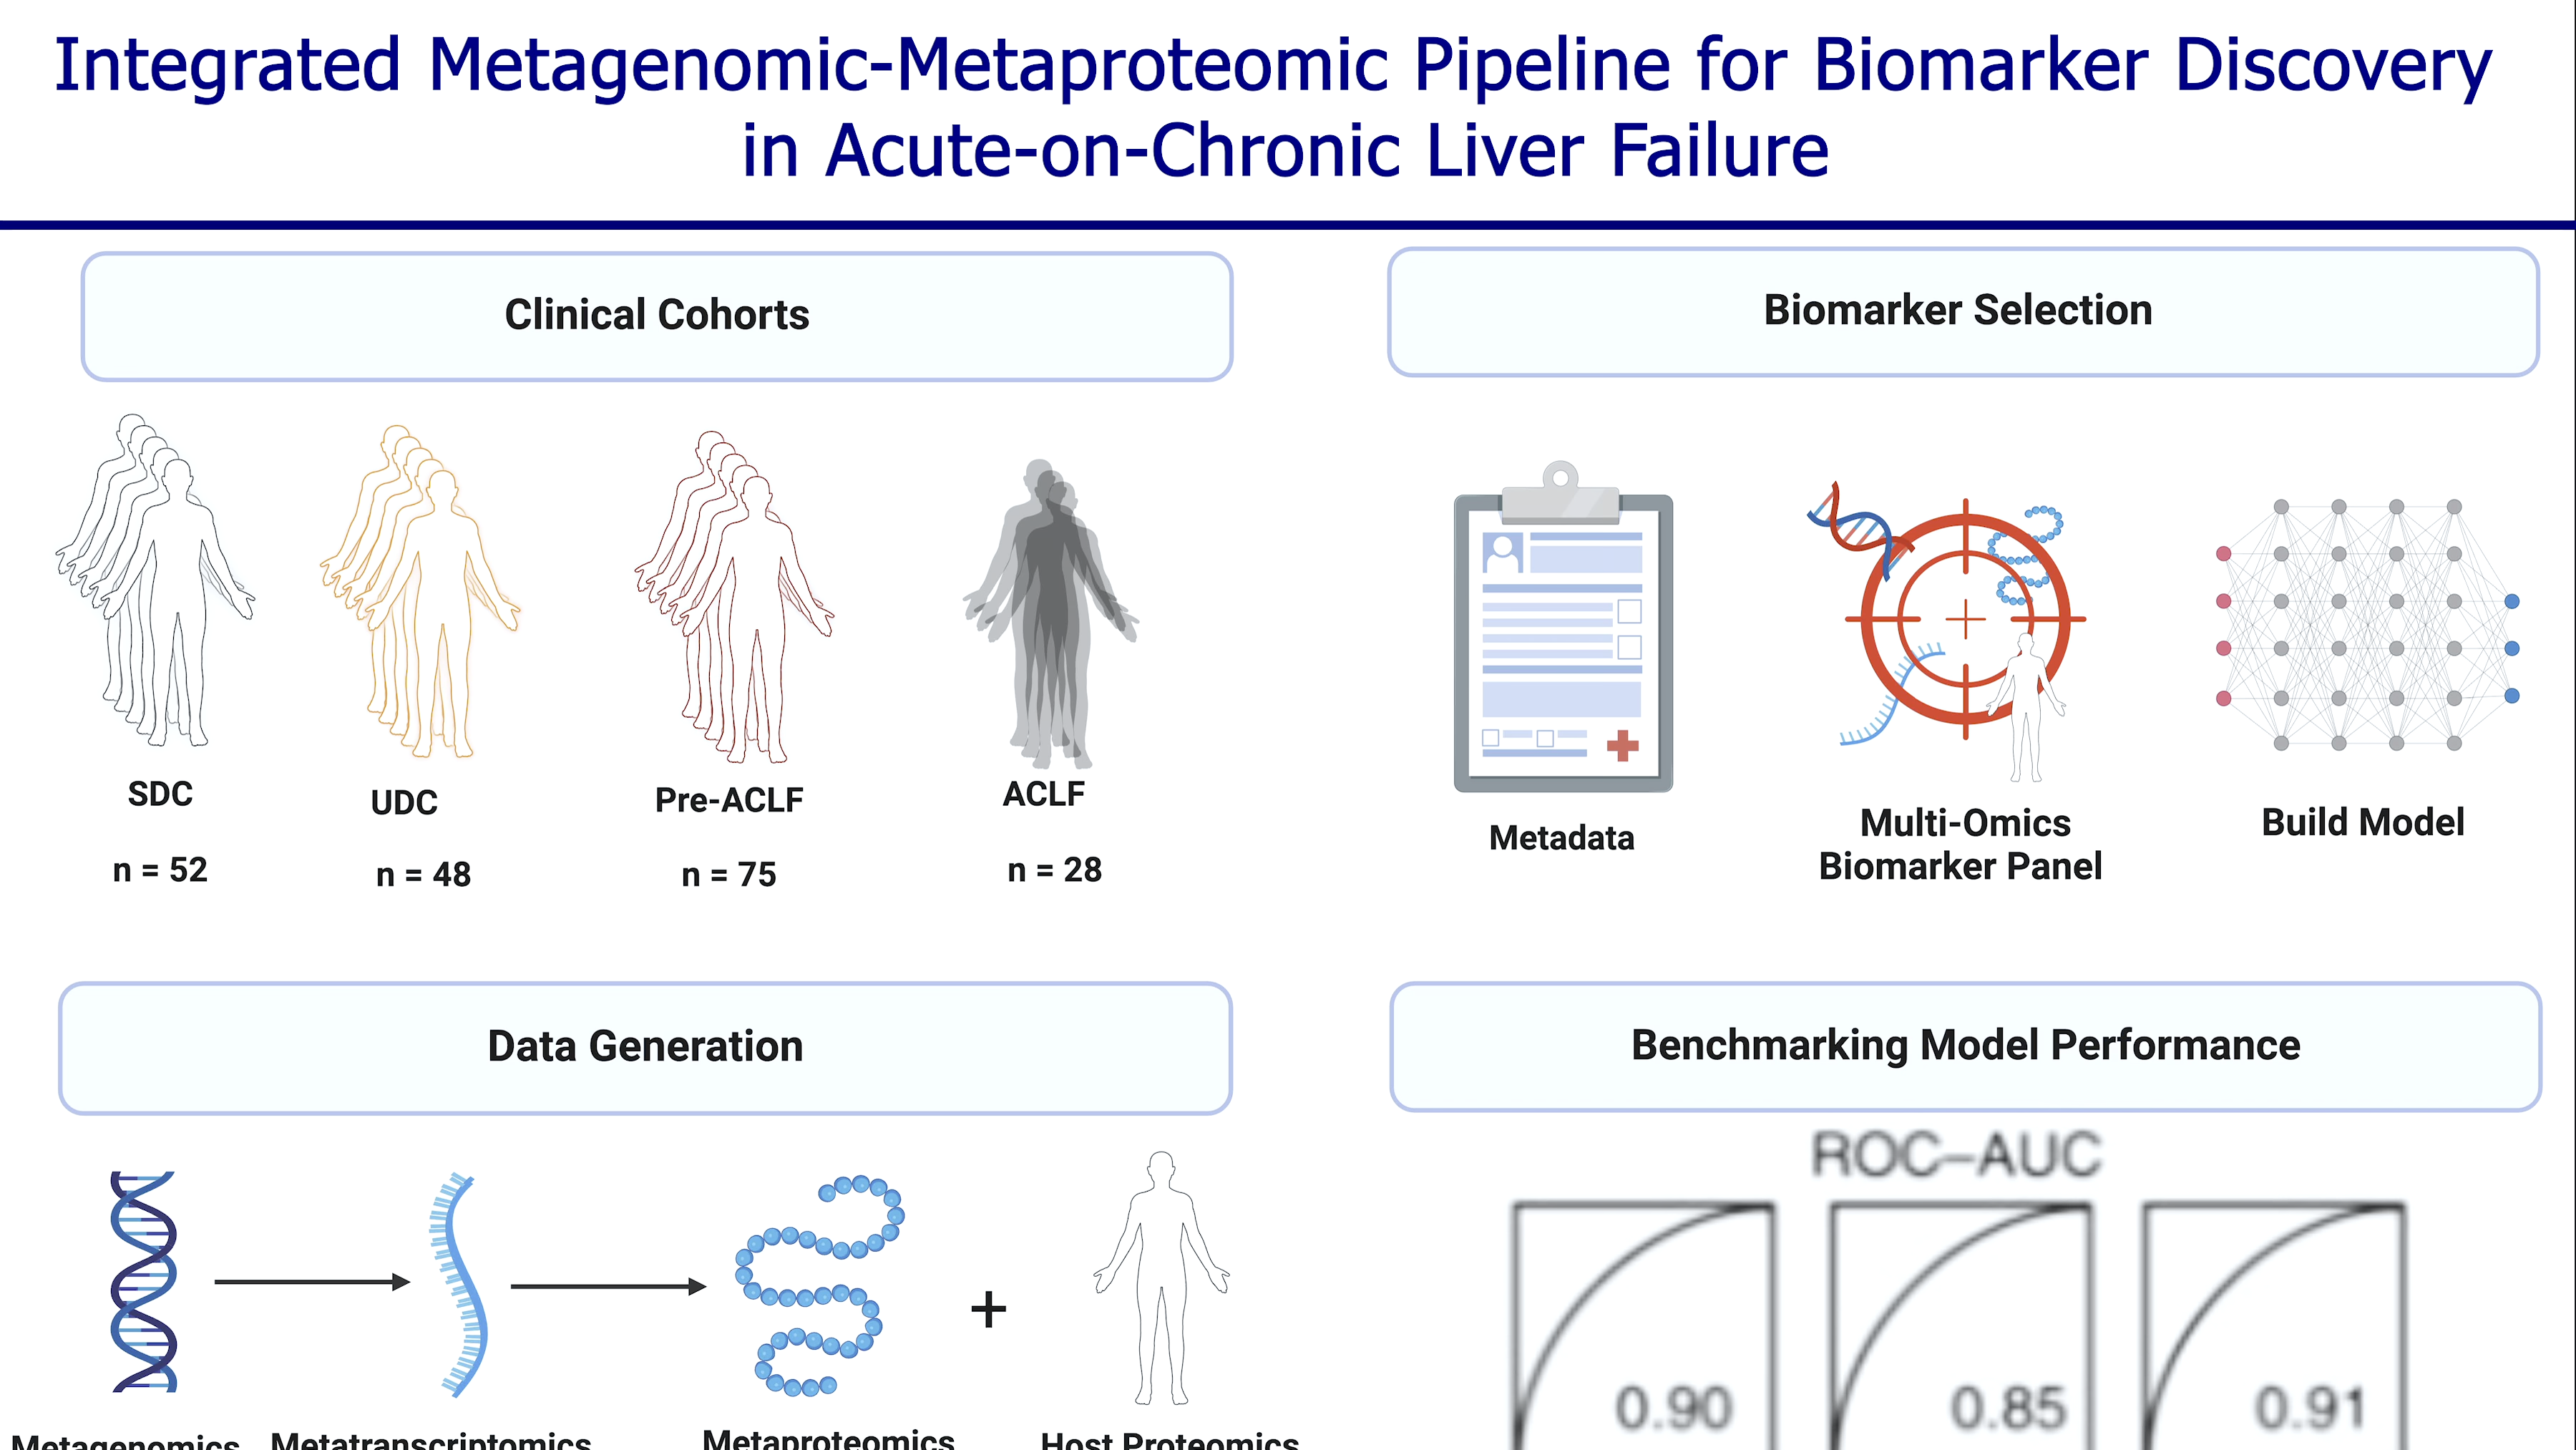 Integrated Metagenomic-Metaproteomic Pipeline for Biomarker Discovery
in Acute-on-Chronic Liver Failure
Clinical Cohorts
SDC
UDC
Pre-ACLF
ACLF
n = 52
n = 48
n = 75
n = 28
Biomarker Selection
Metadata
Multi-Omics
Biomarker Panel
Build Model
Data Generation
Metagenomics
Metatranscriptomics
Metaproteomics
Host Proteomics
+
Benchmarking Model Performance
ROC–AUC
0.90
0.85
0.91